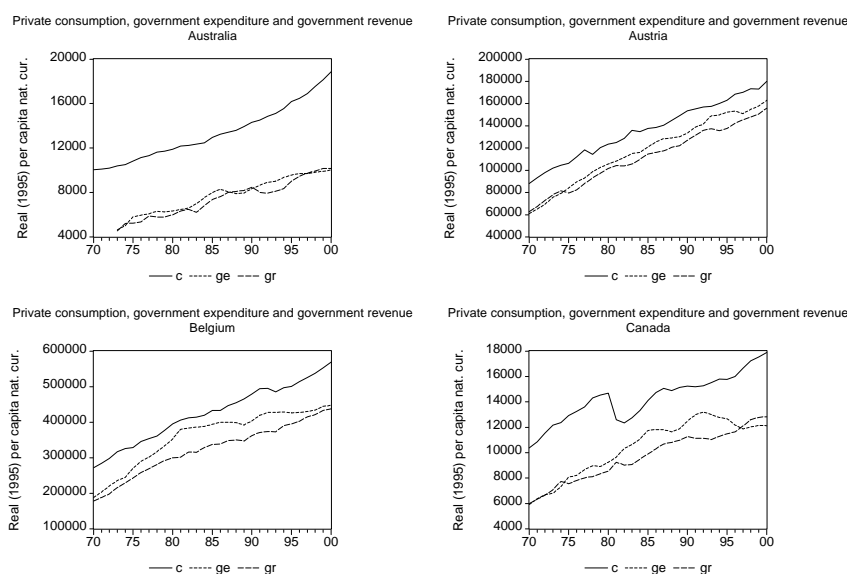 Private consumption, government expenditure and government revenue
Australia
Real (1995) per capita nat. cur.
20000
16000
12000
8000
4000
70 75 80 85 90 95 00
c ge gr
Private consumption, government expenditure and government revenue
Austria
Real (1995) per capita nat. cur.
200000
180000
160000
140000
120000
100000
80000
60000
40000
70 75 80 85 90 95 00
c ge gr
Private consumption, government expenditure and government revenue
Belgium
Real (1995) per capita nat. cur.
600000
500000
400000
300000
200000
100000
70 75 80 85 90 95 00
c ge gr
Private consumption, government expenditure and government revenue
Canada
Real (1995) per capita nat. cur.
18000
16000
14000
12000
10000
8000
6000
4000
70 75 80 85 90 95 00
c ge gr